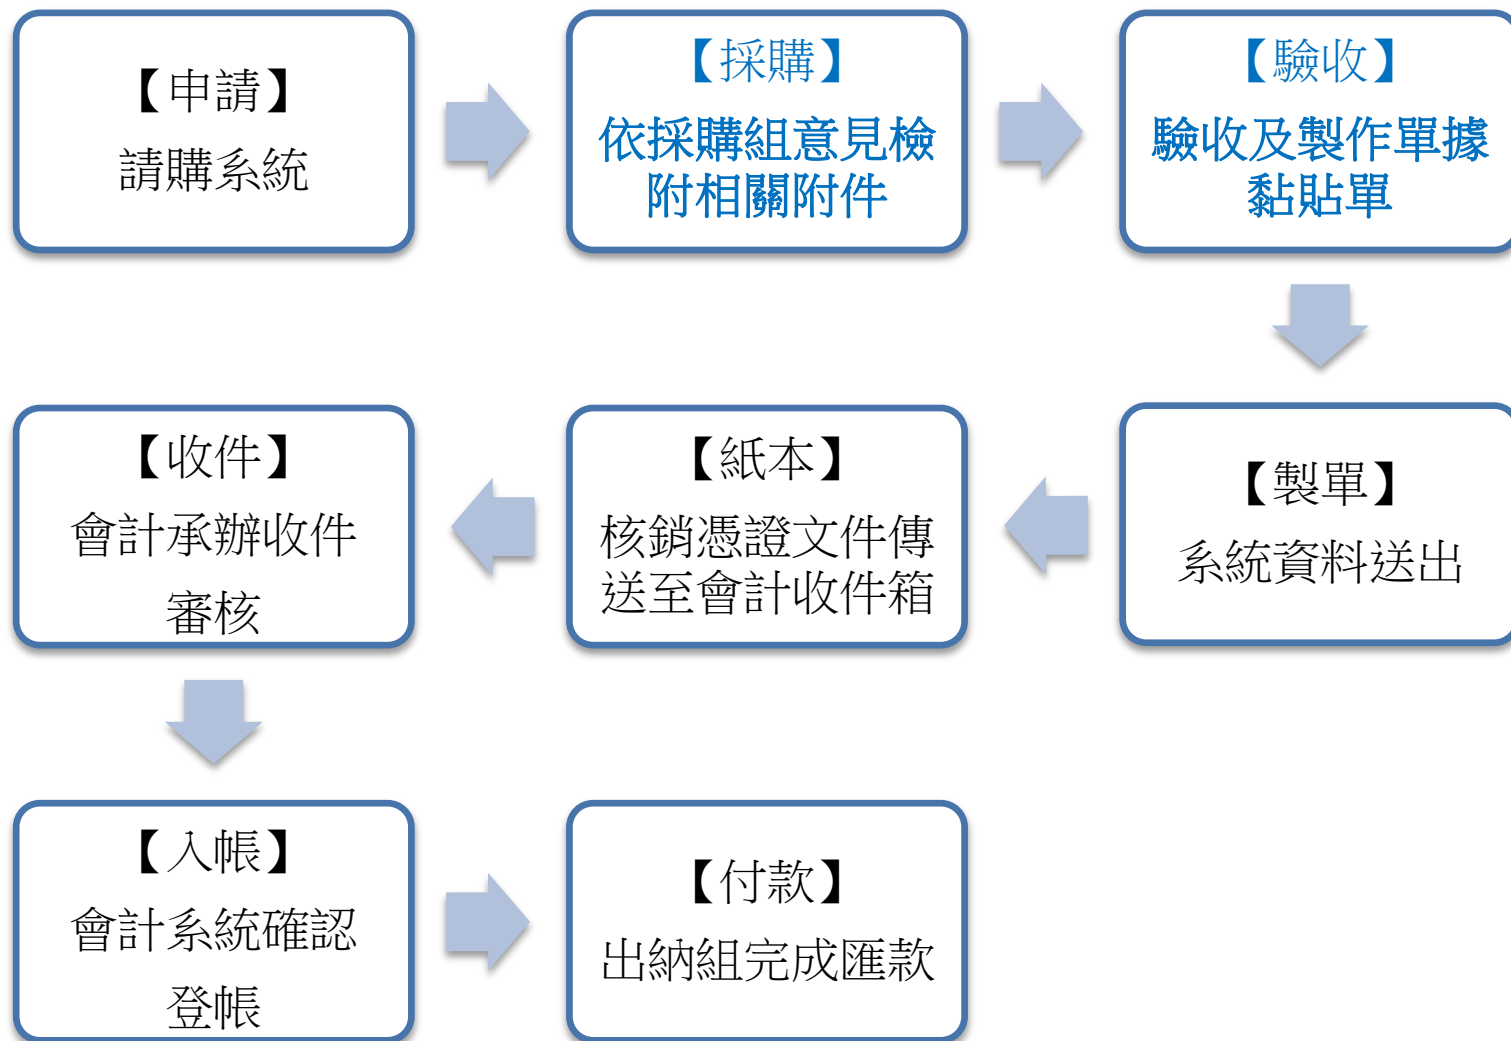 【申請】
請購系統
【採購】
依採購組意見檢
附相關附件
【驗收】
驗收及製作單據
黏貼單
【製單】
系統資料送出
【紙本】
核銷憑證文件傳
送至會計收件箱
【收件】
會計承辦收件
審核
【入帳】
會計系統確認
登帳
【付款】
出納組完成匯款